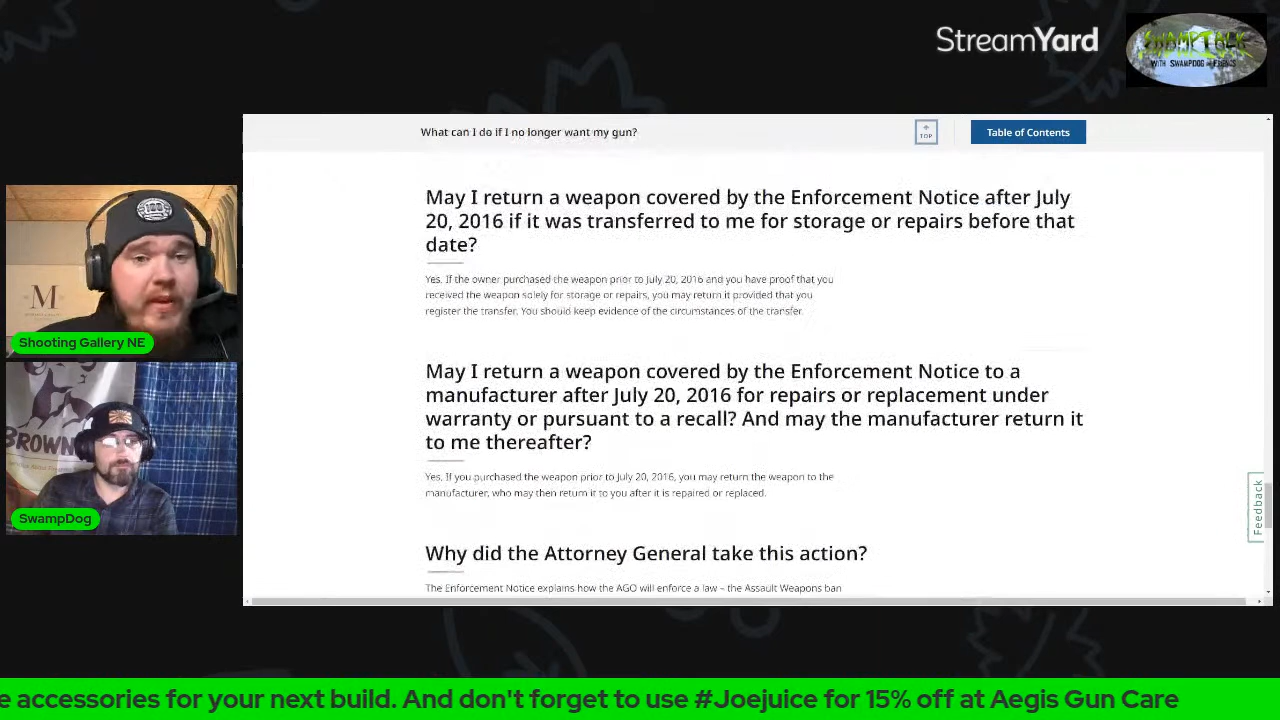 StreamYard
SWAMPTALK
WITH SWAMPDOG & FRIENDS
What can I do if I no longer want my gun?
TOP
Table of Contents
May I return a weapon covered by the Enforcement Notice after July
20, 2016 if it was transferred to me for storage or repairs before that
date?
Yes. If the owner purchased the weapon prior to July 20, 2016 and you have proof that you
received the weapon solely for storage or repairs, you may return it provided that you
register the transfer. You should keep evidence of the circumstances of the transfer.
May I return a weapon covered by the Enforcement Notice to a
manufacturer after July 20, 2016 for repairs or replacement under
warranty or pursuant to a recall? And may the manufacturer return it
to me thereafter?
Yes. If you purchased the weapon prior to July 20, 2016, you may return the weapon to the
manufacturer, who may then return it to you after it is repaired or replaced.
Why did the Attorney General take this action?
The Enforcement Notice explains how the AGO will enforce a law – the Assault Weapons ban
Feedback
M
Shooting Gallery NE
BROWN
SwampDog
e accessories for your next build. And don't forget to use #Joejuice for 15% off at Aegis Gun Care